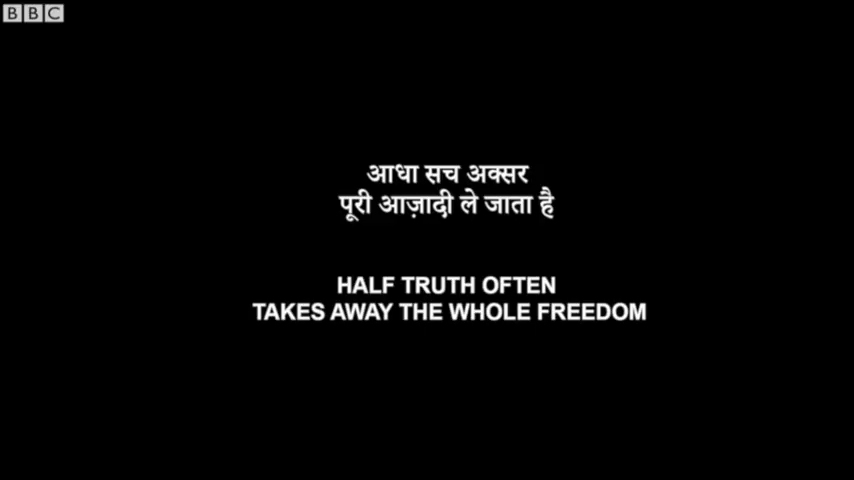 BBC
आधा सच अक्सर
पूरी आज़ादी ले जाता है
HALF TRUTH OFTEN
TAKES AWAY THE WHOLE FREEDOM